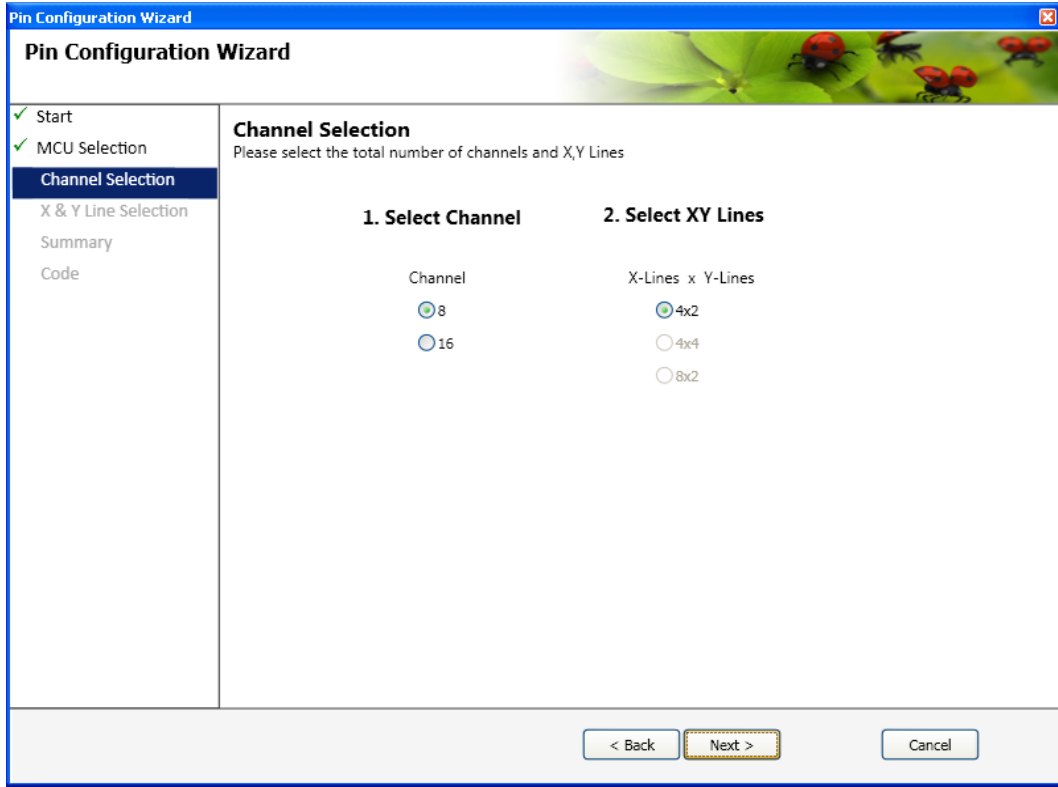 Pin Configuration Wizard
Pin Configuration Wizard
Start
MCU Selection
Channel Selection
X & Y Line Selection
Summary
Code
Channel Selection
Please select the total number of channels and X,Y Lines
1. Select Channel
2. Select XY Lines
Channel
8
16
X-Lines x Y-Lines
4x2
4x4
8x2
< Back
Next >
Cancel